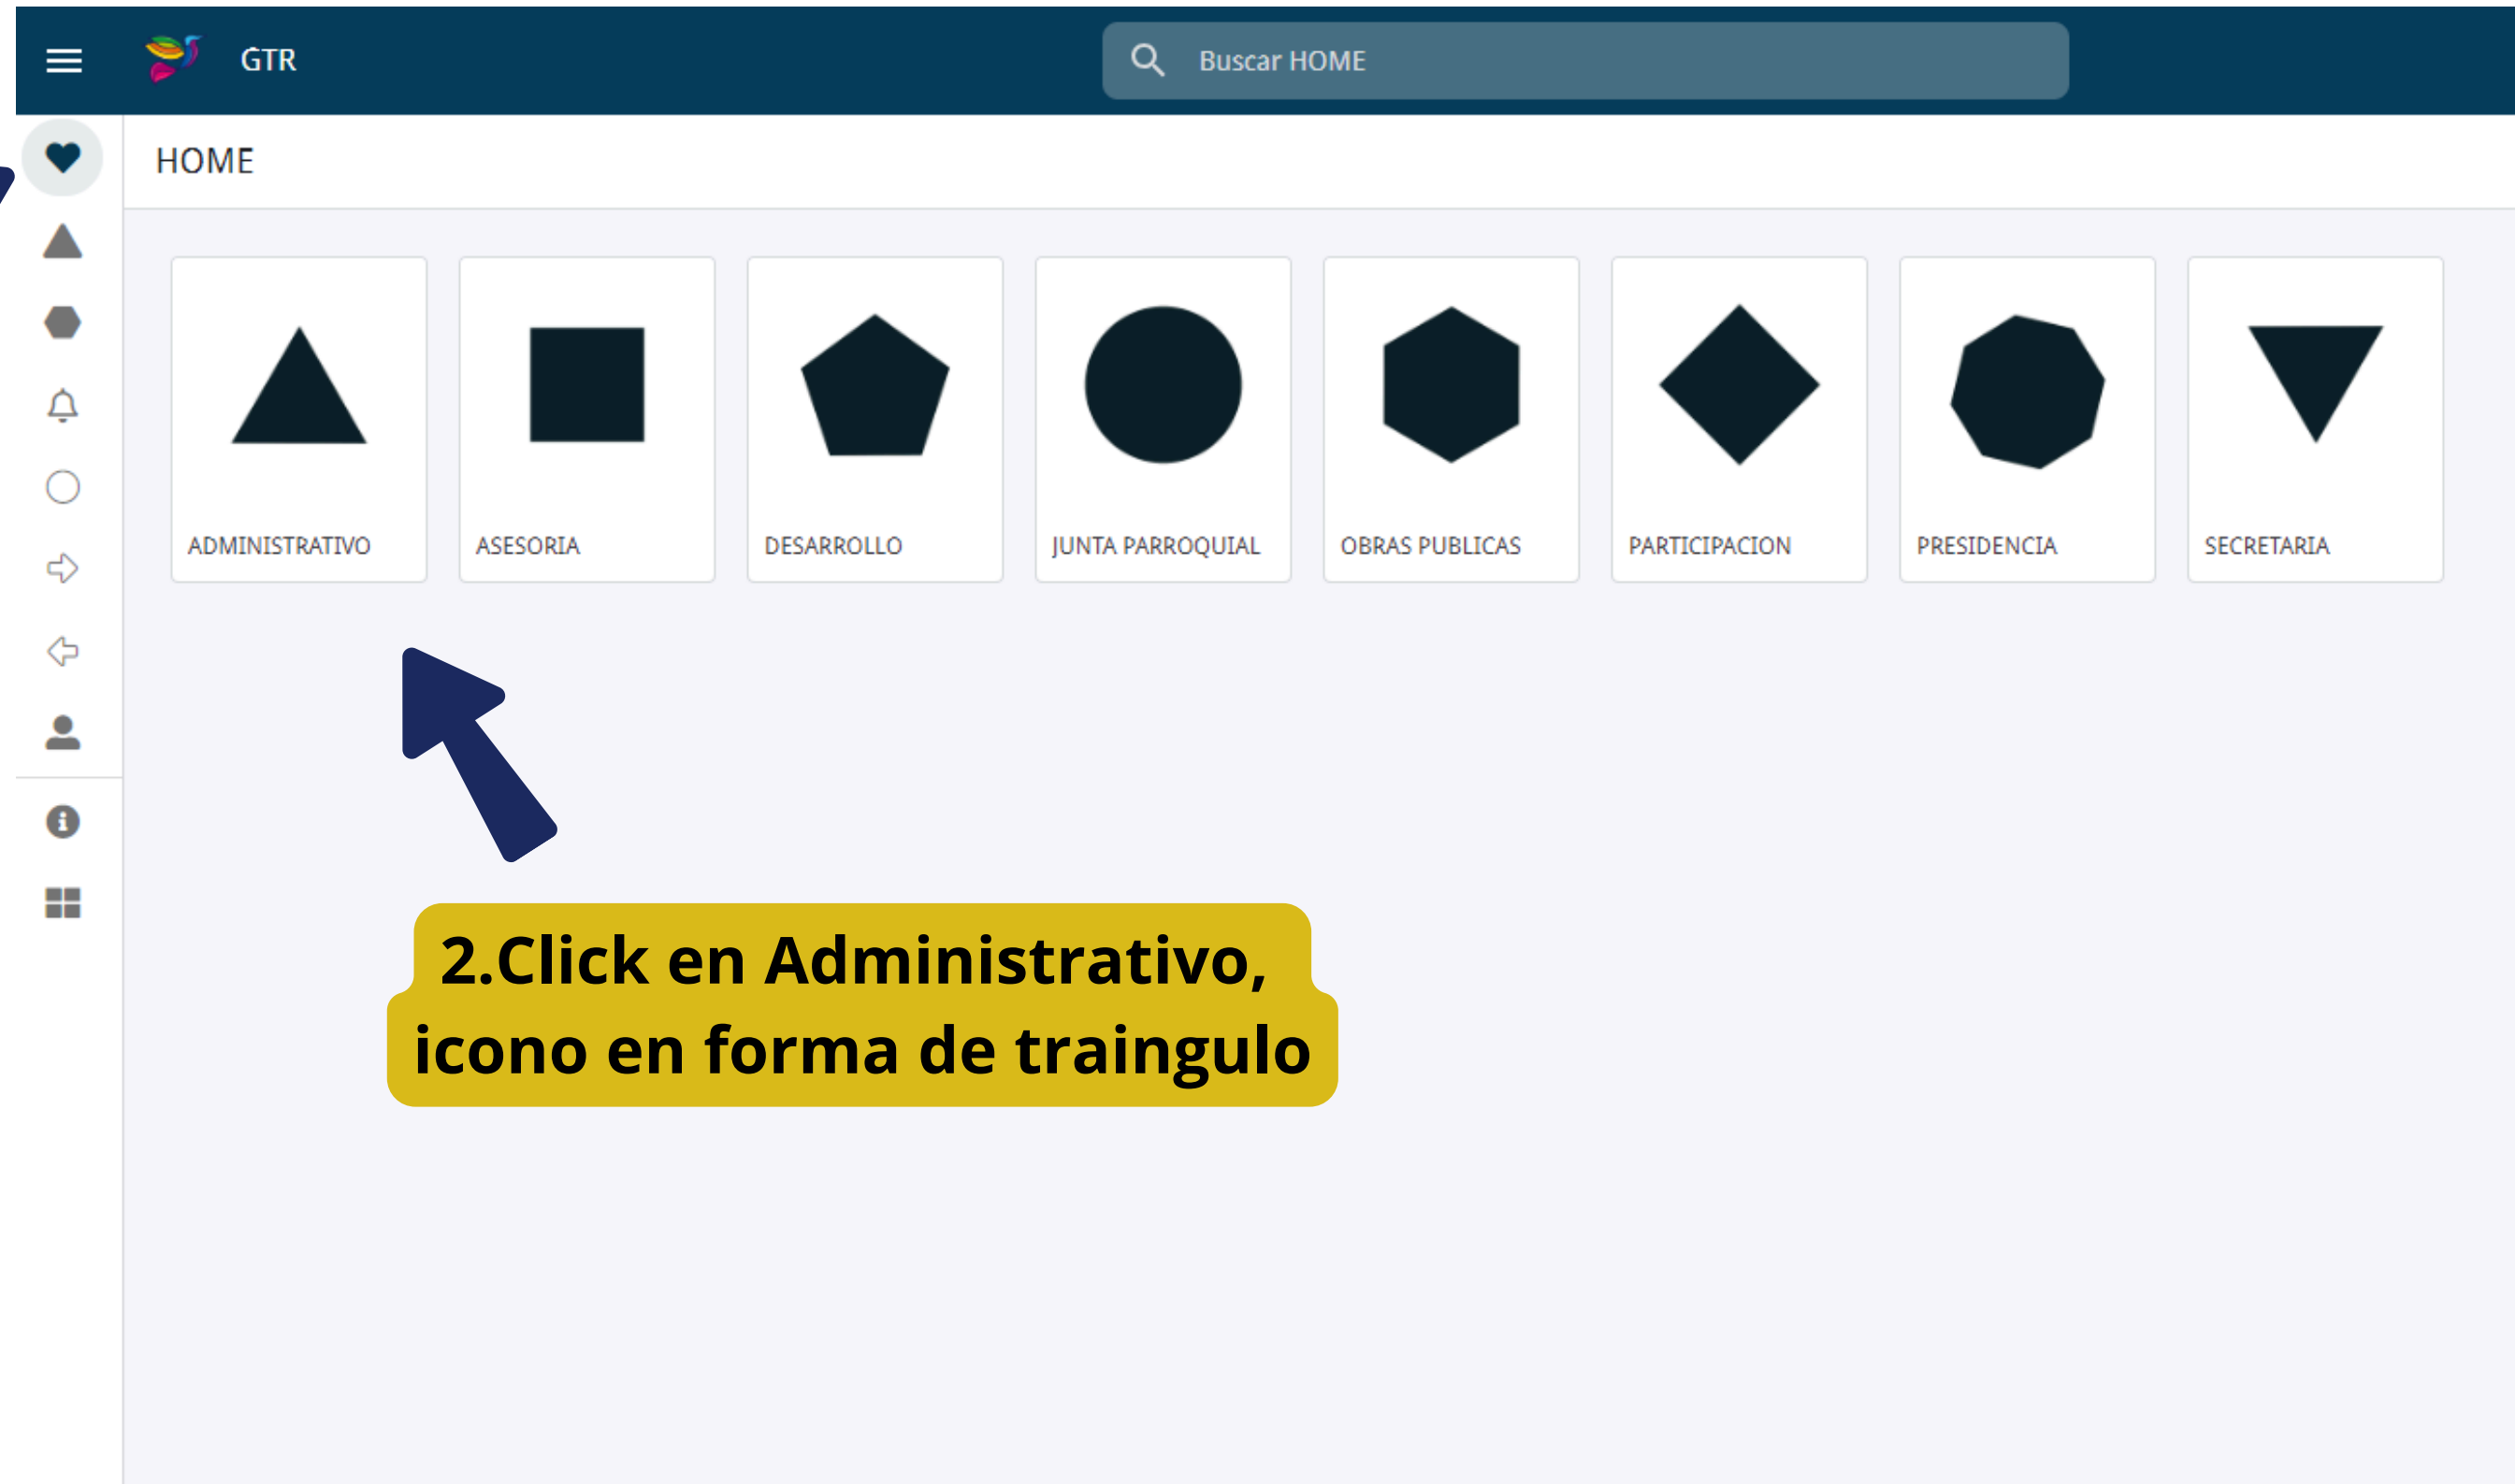 GTR
Buscar HOME
HOME
ADMINISTRATIVO
ASESORIA
DESARROLLO
JUNTA PARROQUIAL
OBRAS PUBLICAS
PARTICIPACION
PRESIDENCIA
SECRETARIA
2.Click en Administrativo,
icono en forma de traingulo